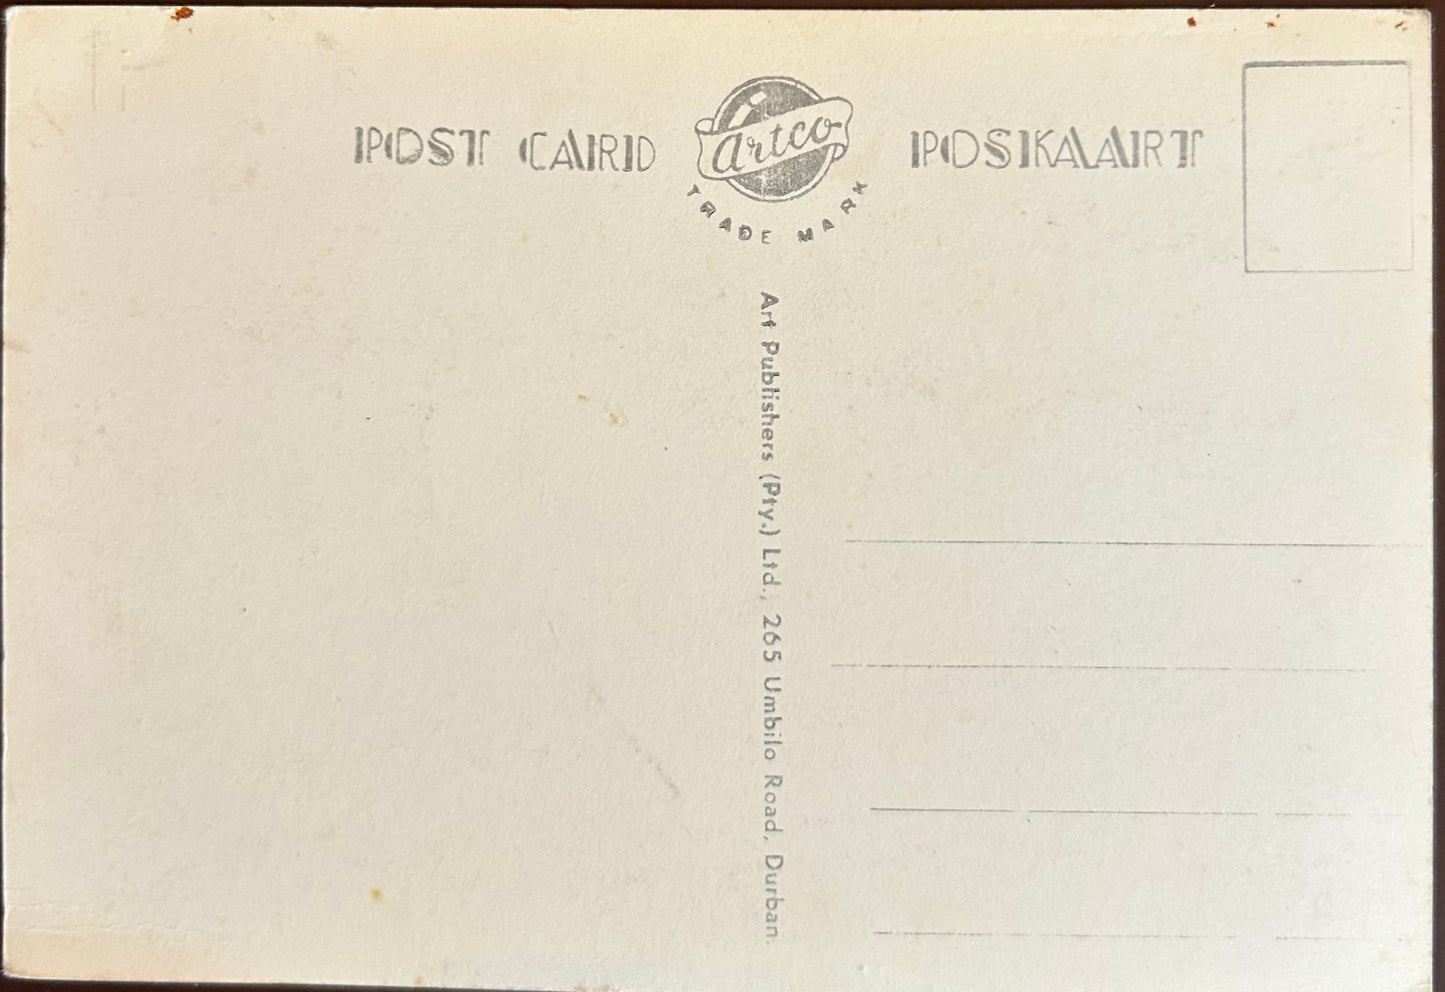 POST CARD
Artco
TRADE MARK
POSKAART
Art Publishers (Pty.) Ltd., 265 Umbilo Road, Durban.